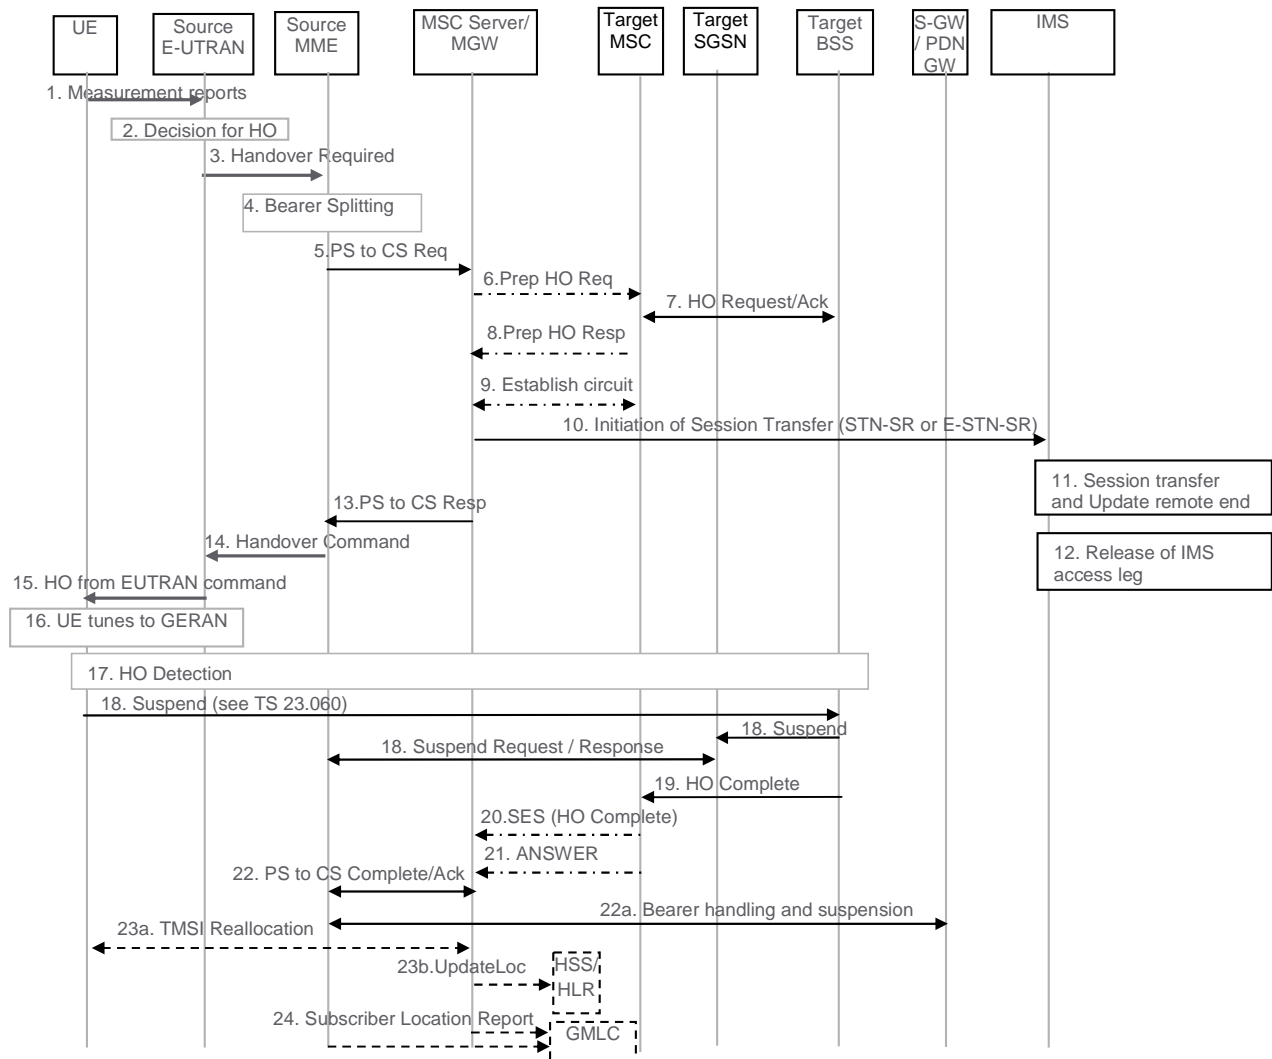 UE
Source
E-UTRAN
Source
MME
MSC Server/
MGW
Target
MSC
Target
SGSN
Target
BSS
S-GW
/ PDN
GW
IMS
1. Measurement reports
2. Decision for HO
3. Handover Required
4. Bearer Splitting
5.PS to CS Req
6.Prep HO Req
7. HO Request/Ack
8.Prep HO Resp
9. Establish circuit
10. Initiation of Session Transfer (STN-SR or E-STN-SR)
11. Session transfer
and Update remote end
13.PS to CS Resp
14. Handover Command
12. Release of IMS
access leg
15. HO from EUTRAN command
16. UE tunes to GERAN
17. HO Detection
18. Suspend (see TS 23.060)
18. Suspend
18. Suspend Request / Response
19. HO Complete
20.SES (HO Complete)
21. ANSWER
22. PS to CS Complete/Ack
22a. Bearer handling and suspension
23a. TMSI Reallocation
23b.UpdateLoc
HSS/
HLR
24. Subscriber Location Report
GMLC